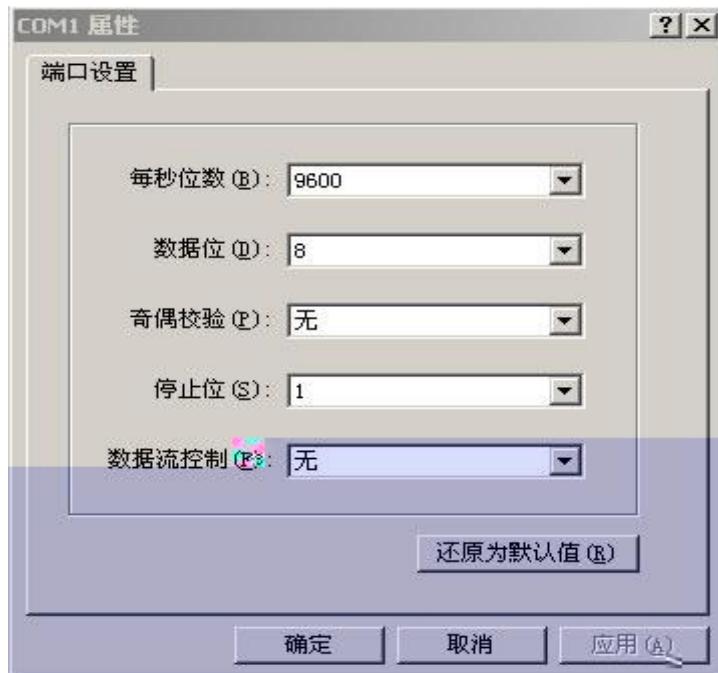 COM1 属性
端口设置
每秒位数(B): 9600
数据位(D): 8
奇偶校验(P): 无
停止位(S): 1
数据流控制(F): 无
还原为默认值(R)
确定 取消 应用(A)